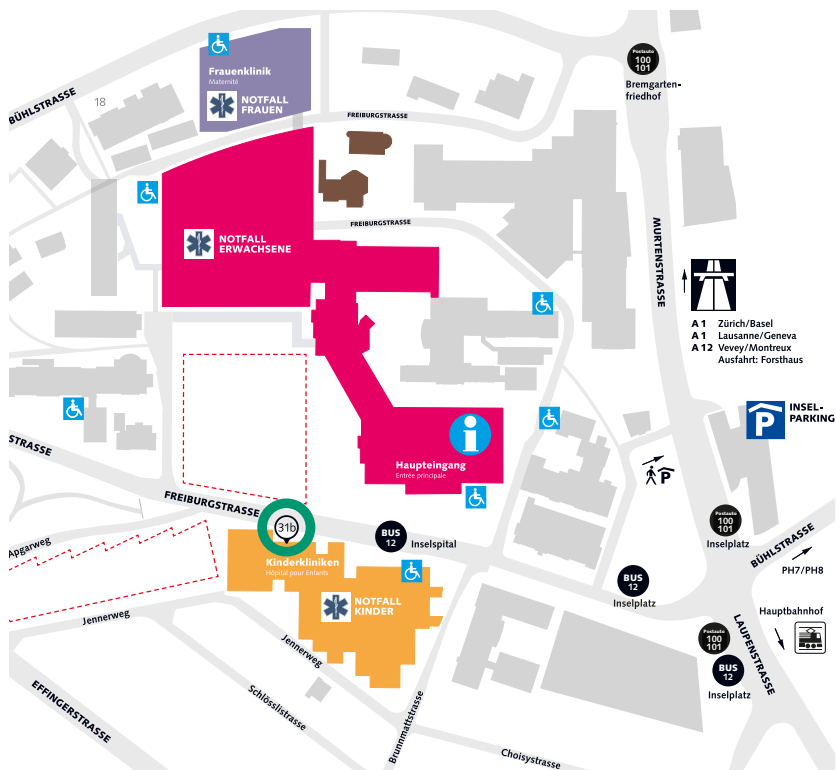 Frauenklinik
Maternité
NOTFALL
FRAUEN
18
BÜHLSTRASSE
FREIBURGSTRASSE
Postauto
100
101
Bremgarten-
friedhof
NOTFALL
ERWACHSENE
FREIBURGSTRASSE
MURTENSTRASSE
A 1 Zürich/Basel
A 1 Lausanne/Geneva
A 12 Vevey/Montreux
Ausfahrt: Forsthaus
P
INSEL-
PARKING
i
Haupteingang
Entrée principale
P
STRASSE
FREIBURGSTRASSE
31b
BUS
12
Inselspital
Postauto
100
101
Inselplatz
BÜHLSTRASSE
PH7/PH8
Apgarweg
Kinderkliniken
Hôpital pour Enfants
NOTFALL
KINDER
BUS
12
Inselplatz
Hauptbahnhof
Postauto
100
101
BUS
12
Inselplatz
LAUPENSTRASSE
Jennerweg
Jennerweg
Schlösslistrasse
EFFINGERSTRASSE
Brunnmattstrasse
Choisystrasse